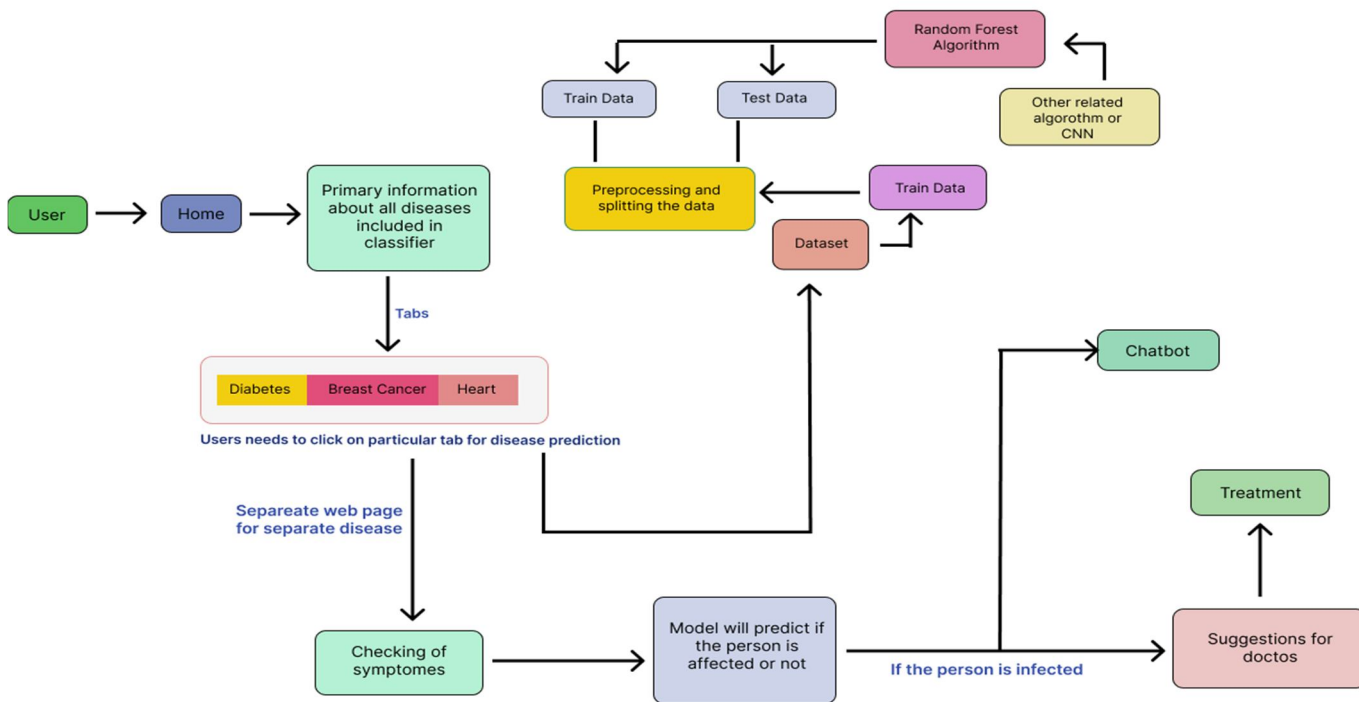 Random Forest
Algorithm
Train Data
Test Data
Other related
algorothm or
CNN
User
Home
Primary information
about all diseases
included in
classifier
Preprocessing and
splitting the data
Train Data
Dataset
Tabs
Diabetes
Breast Cancer
Heart
Users needs to click on particular tab for disease prediction
Chatbot
Separeate web page
for separate disease
Treatment
Checking of
symptomes
Model will predict if
the person is
affected or not
If the person is infected
Suggestions for
doctos